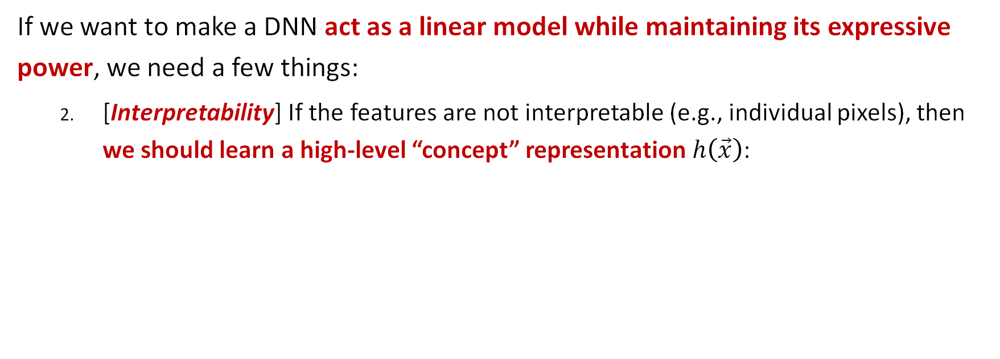 If we want to make a DNN act as a linear model while maintaining its expressive
power, we need a few things:
2. [Interpretability] If the features are not interpretable (e.g., individual pixels), then
we should learn a high-level “concept” representation ℎ(𝑥⃗):